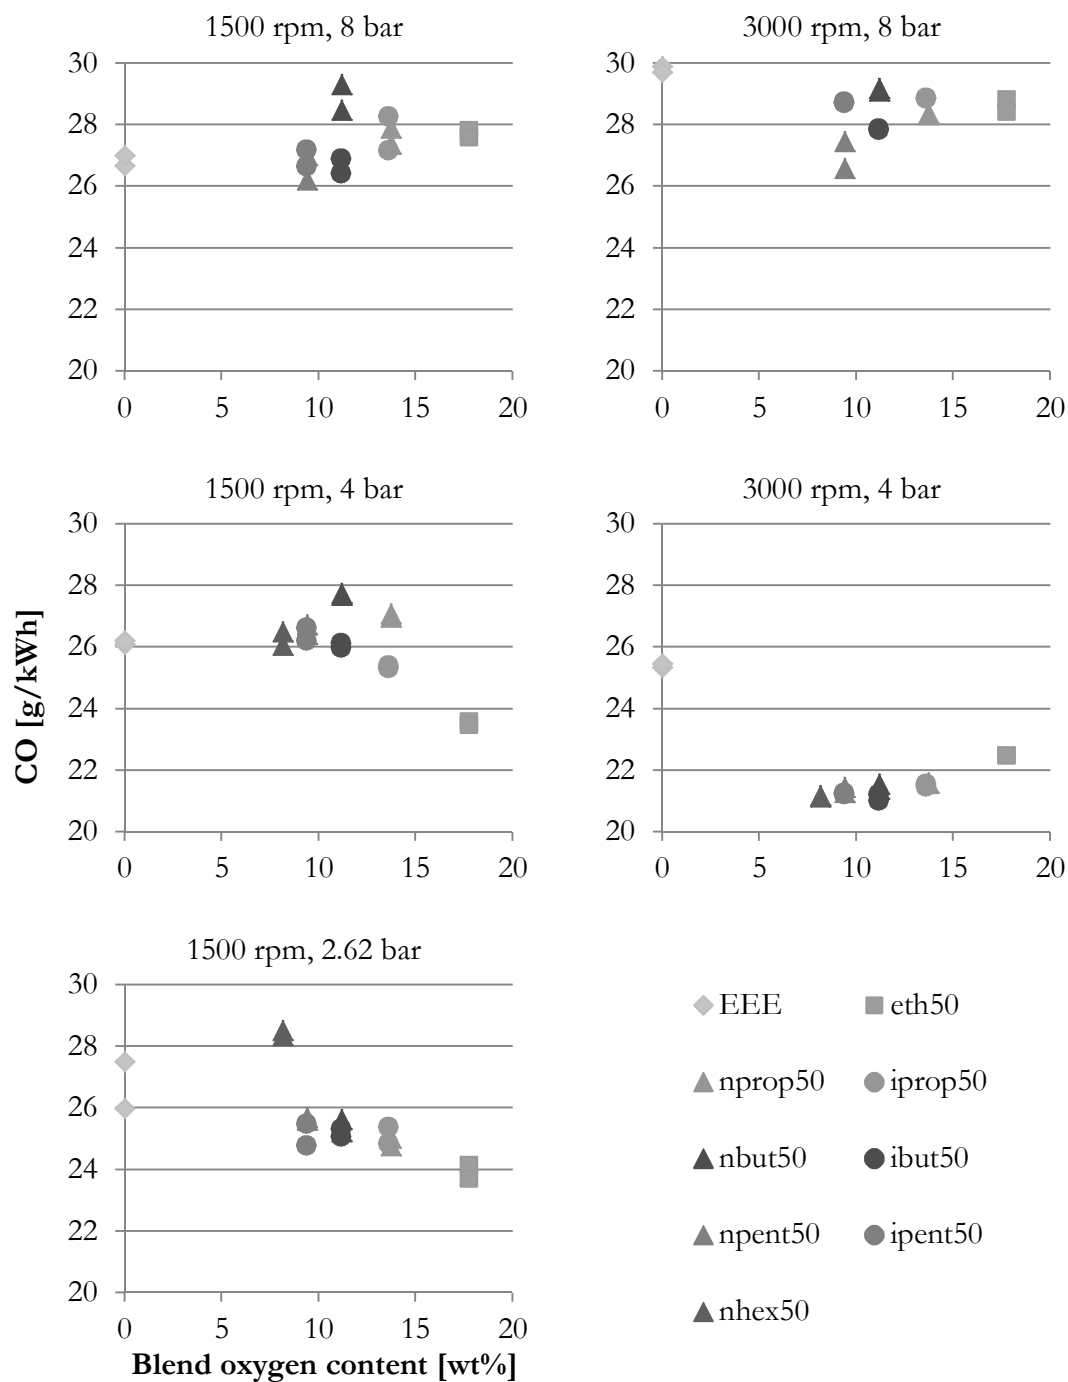 1500 rpm, 8 bar
30
28
26
24
22
20
0 5 10 15 20
3000 rpm, 8 bar
30
28
26
24
22
20
0 5 10 15 20
CO [g/kWh]
1500 rpm, 4 bar
30
28
26
24
22
20
0 5 10 15 20
3000 rpm, 4 bar
30
28
26
24
22
20
0 5 10 15 20
1500 rpm, 2.62 bar
30
28
26
24
22
20
0 5 10 15 20
Blend oxygen content [wt%]
EEE eth50
nprop50 iprop50
nbut50 ibut50
npent50 ipent50
nhex50